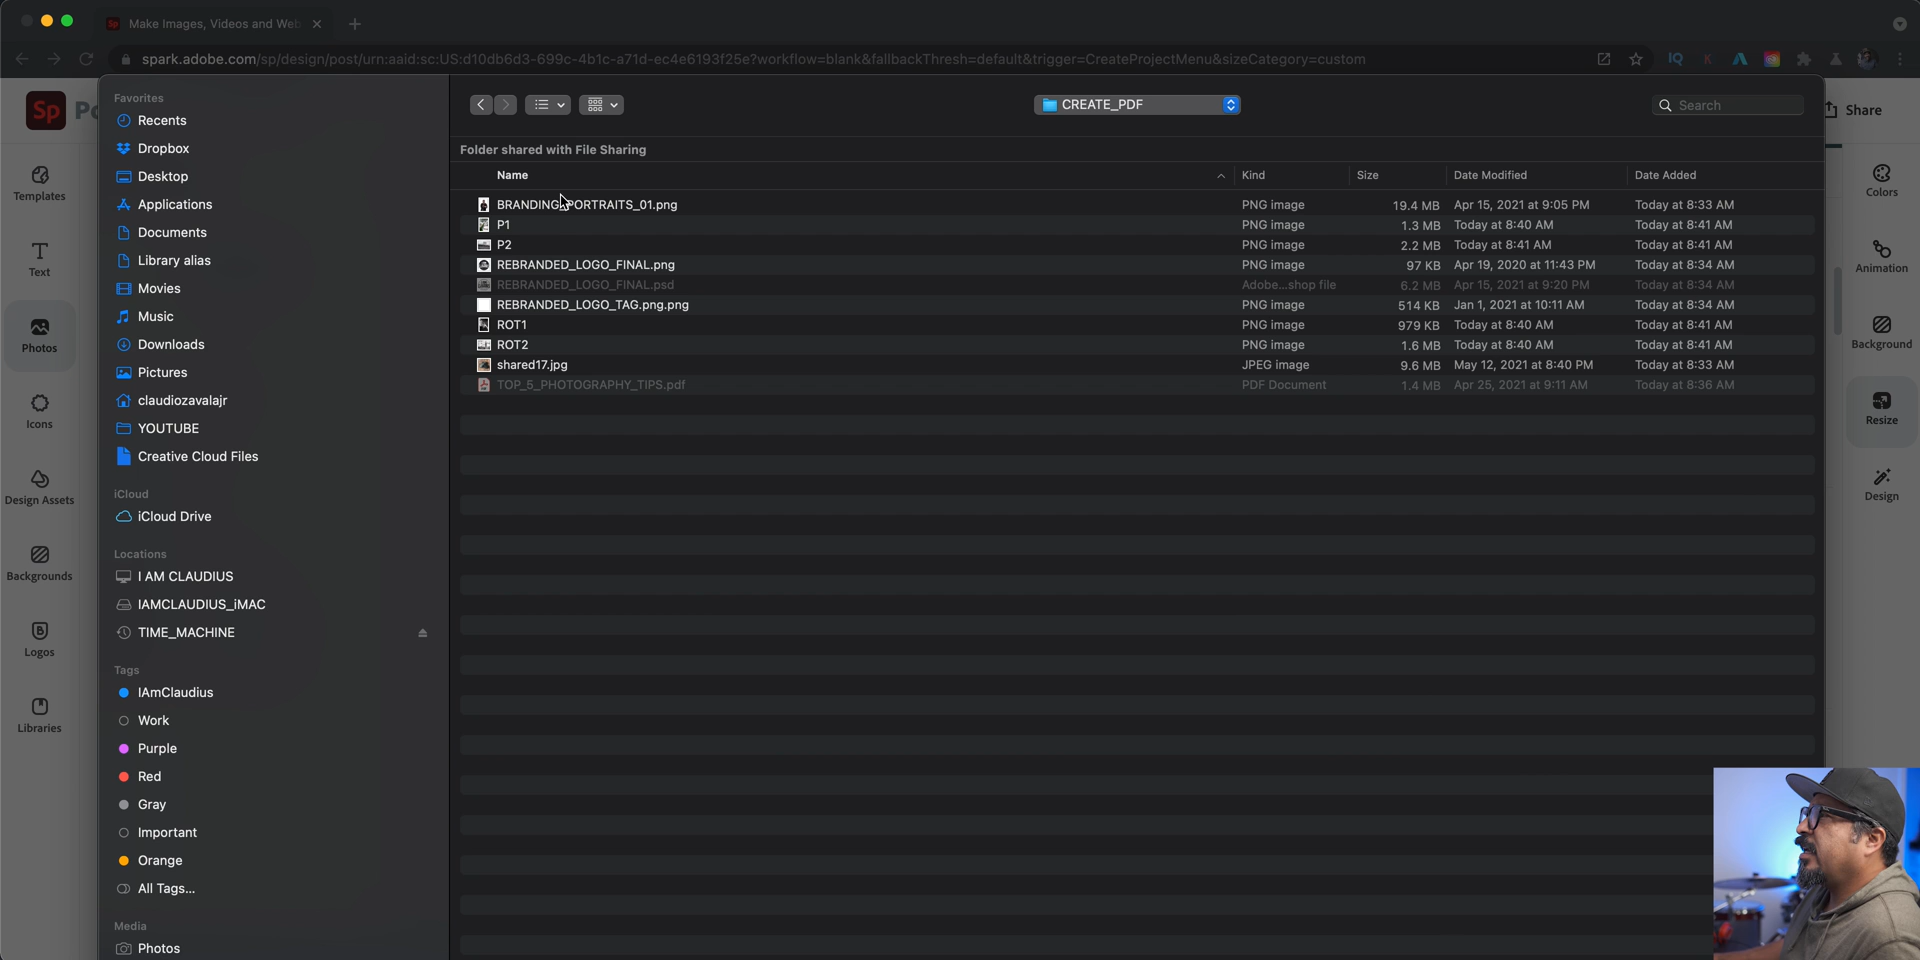 Make Images, Videos and Web
spark.adobe.com/sp/design/post/urn:aaid:sc:US:d10db6d3-699c-4b1c-a71d-ec4e6193f25e?workflow=blank&fallbackThresh=default&trigger=CreateProjectMenu&sizeCategory=custom
Sp
Templates
Text
Photos
Icons
Design Assets
Backgrounds
Logos
Libraries
Favorites
Recents
Dropbox
Desktop
Applications
Documents
Library alias
Movies
Music
Downloads
Pictures
claudiozavalajr
YOUTUBE
Creative Cloud Files
iCloud
iCloud Drive
Locations
I AM CLAUDIUS
IAMCLAUDIUS_iMAC
TIME_MACHINE
Tags
IAmClaudius
Work
Purple
Red
Gray
Important
Orange
All Tags...
Media
Photos
CREATE_PDF
Search
Folder shared with File Sharing
Name Kind Size Date Modified Date Added
BRANDING_PORTRAITS_01.png PNG image 19.4 MB Apr 15, 2021 at 9:05 PM Today at 8:33 AM
P1 PNG image 1.3 MB Today at 8:40 AM Today at 8:41 AM
P2 PNG image 2.2 MB Today at 8:41 AM Today at 8:41 AM
REBRANDED_LOGO_FINAL.png PNG image 97 KB Apr 19, 2020 at 11:43 PM Today at 8:34 AM
REBRANDED_LOGO_FINAL.psd Adobe...shop file 6.2 MB Apr 15, 2021 at 9:20 PM Today at 8:34 AM
REBRANDED_LOGO_TAG.png.png PNG image 514 KB Jan 1, 2021 at 10:11 AM Today at 8:34 AM
ROT1 PNG image 979 KB Today at 8:40 AM Today at 8:41 AM
ROT2 PNG image 1.6 MB Today at 8:40 AM Today at 8:41 AM
shared17.jpg JPEG image 9.6 MB May 12, 2021 at 8:40 PM Today at 8:33 AM
TOP_5_PHOTOGRAPHY_TIPS.pdf PDF Document 1.4 MB Apr 25, 2021 at 9:11 AM Today at 8:36 AM
Share
Colors
Animation
Background
Resize
Design